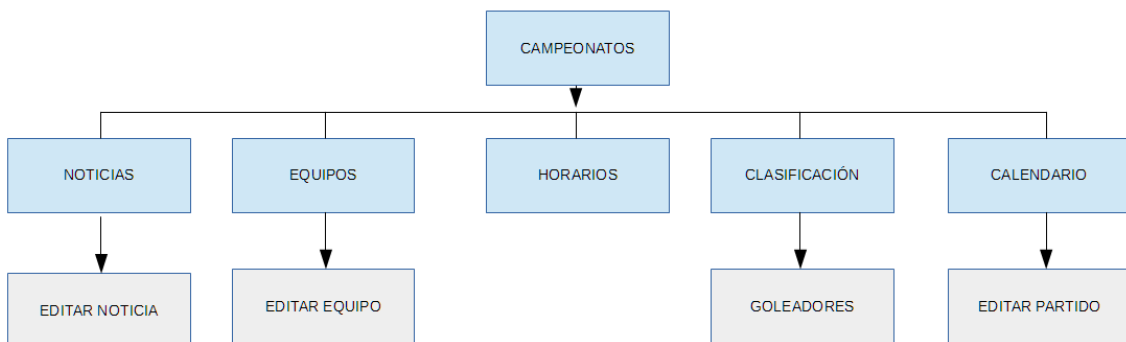 CAMPEONATOS
NOTICIAS
EQUIPOS
HORARIOS
CLASIFICACIÓN
CALENDARIO
EDITAR NOTICIA
EDITAR EQUIPO
GOLEADORES
EDITAR PARTIDO